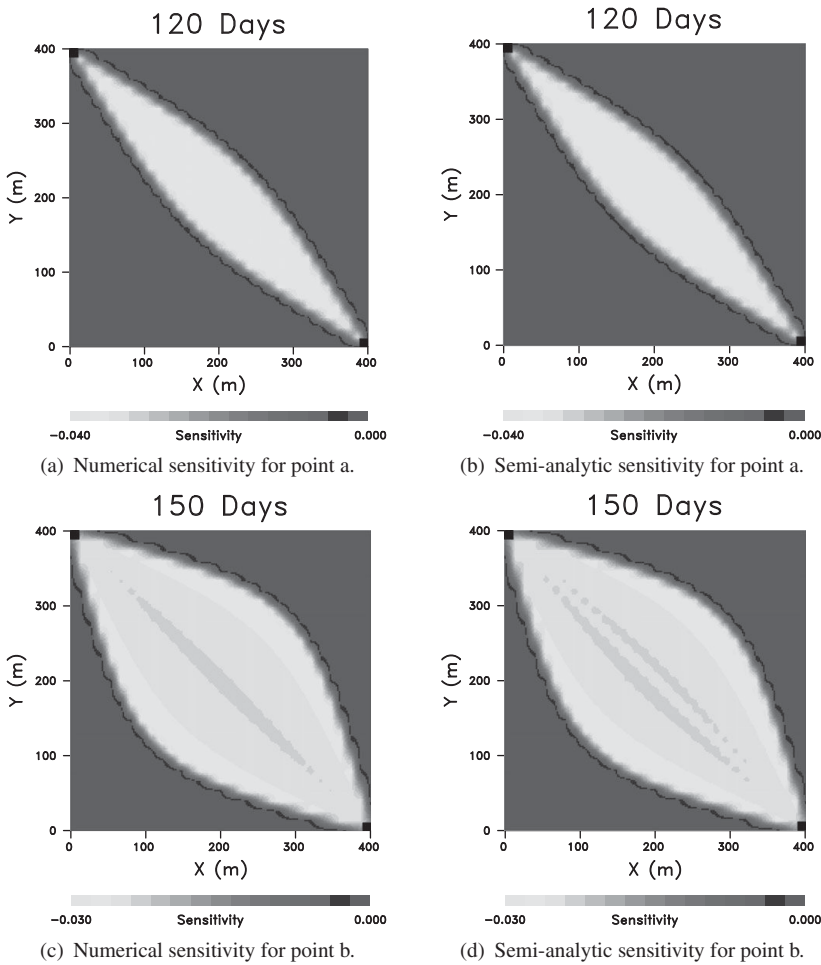 120 Days
400
300
200
100
0
Y (m)
0 100 200 300 400
X (m)
-0.040 Sensitivity 0.000
(a) Numerical sensitivity for point a.
120 Days
400
300
200
100
0
Y (m)
0 100 200 300 400
X (m)
-0.040 Sensitivity 0.000
(b) Semi-analytic sensitivity for point a.
150 Days
400
300
200
100
0
Y (m)
0 100 200 300 400
X (m)
-0.030 Sensitivity 0.000
(c) Numerical sensitivity for point b.
150 Days
400
300
200
100
0
Y (m)
0 100 200 300 400
X (m)
-0.030 Sensitivity 0.000
(d) Semi-analytic sensitivity for point b.